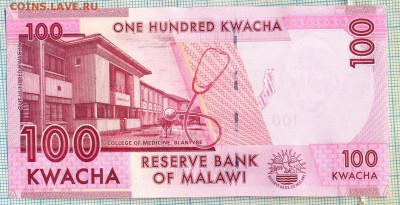 COINS.LAVE.RU
100
ONE HUNDRED KWACHA
100
COLLEGE OF MEDICINE, BLANTYRE
100
KWACHA
RESERVE BANK
OF MALAWI
100
KWACHA